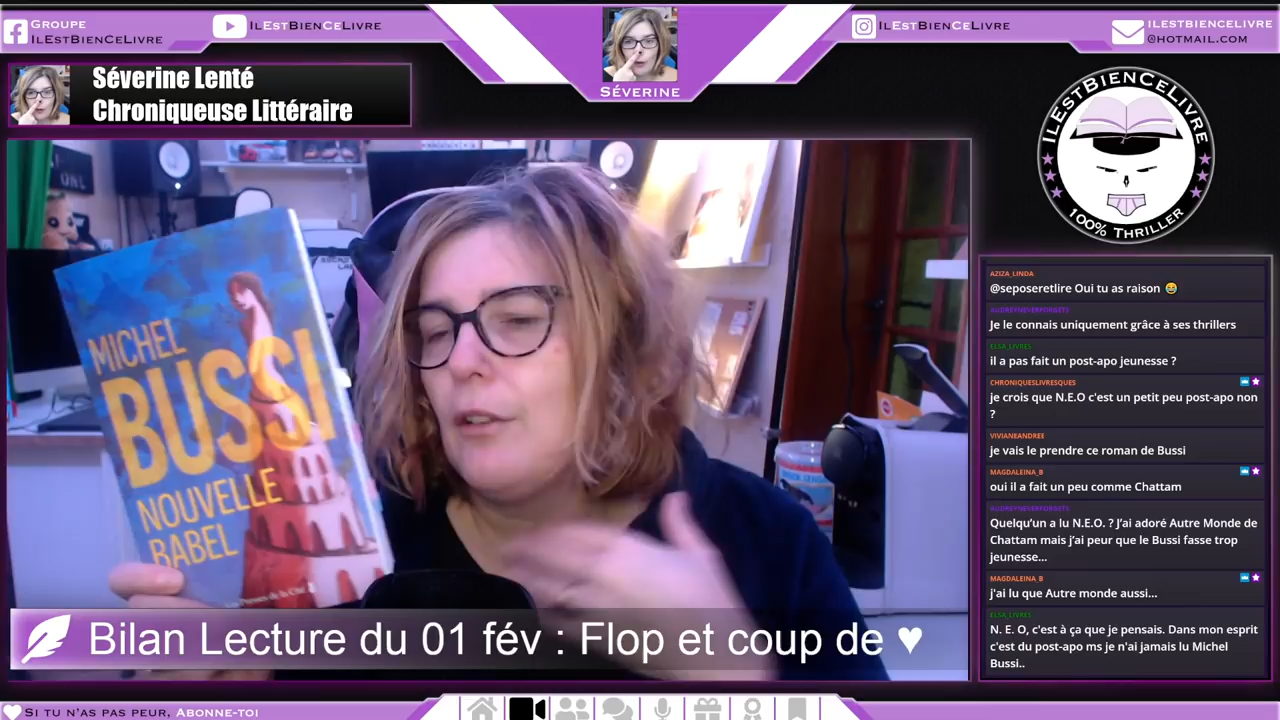 GROUPE
ILESTBIENCELIVRE
ILESTBIENCELIVRE
SÉVERINE
ILESTBIENCELIVRE
ILESTBIENCELIVRE
@HOTMAIL.COM
Séverine Lenté
Chroniqueuse Littéraire
ILESTBIENCELIVRE
100% THRILLER
MICHEL
BUSSI
NOUVELLE
BABEL
AZIZA_LINDA
@seposeretlire Oui tu as raison 😂
AUDREYNEVERFORGETS
Je le connais uniquement grâce à ses thrillers
ELSA_LIVRES
il a pas fait un post-apo jeunesse ?
CHRONIQUESLIVRESQUES
je crois que N.E.O c'est un petit peu post-apo non
?
VIVIANEANDREE
je vais le prendre ce roman de Bussi
MAGDALEINA_B
oui il a fait un peu comme Chattam
AUDREYNEVERFORGETS
Quelqu'un a lu N.E.O. ? J'ai adoré Autre Monde de
Chattam mais j'ai peur que le Bussi fasse trop
jeunesse...
MAGDALEINA_B
j'ai lu que Autre monde aussi...
ELSA_LIVRES
N. E. O, c'est à ça que je pensais. Dans mon esprit
c'est du post-apo ms je n'ai jamais lu Michel
Bussi..
Bilan Lecture du 01 fév : Flop et coup de ♥
SI TU N'AS PAS PEUR, ABONNE-TOI